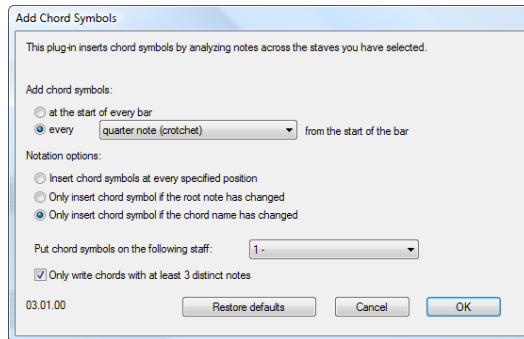 Add Chord Symbols
This plug-in inserts chord symbols by analyzing notes across the staves you have selected.
Add chord symbols:
at the start of every bar
every quarter note (crotchet) from the start of the bar
Notation options:
Insert chord symbols at every specified position
Only insert chord symbol if the root note has changed
Only insert chord symbol if the chord name has changed
Put chord symbols on the following staff: 1 -
Only write chords with at least 3 distinct notes
03.01.00 Restore defaults Cancel OK